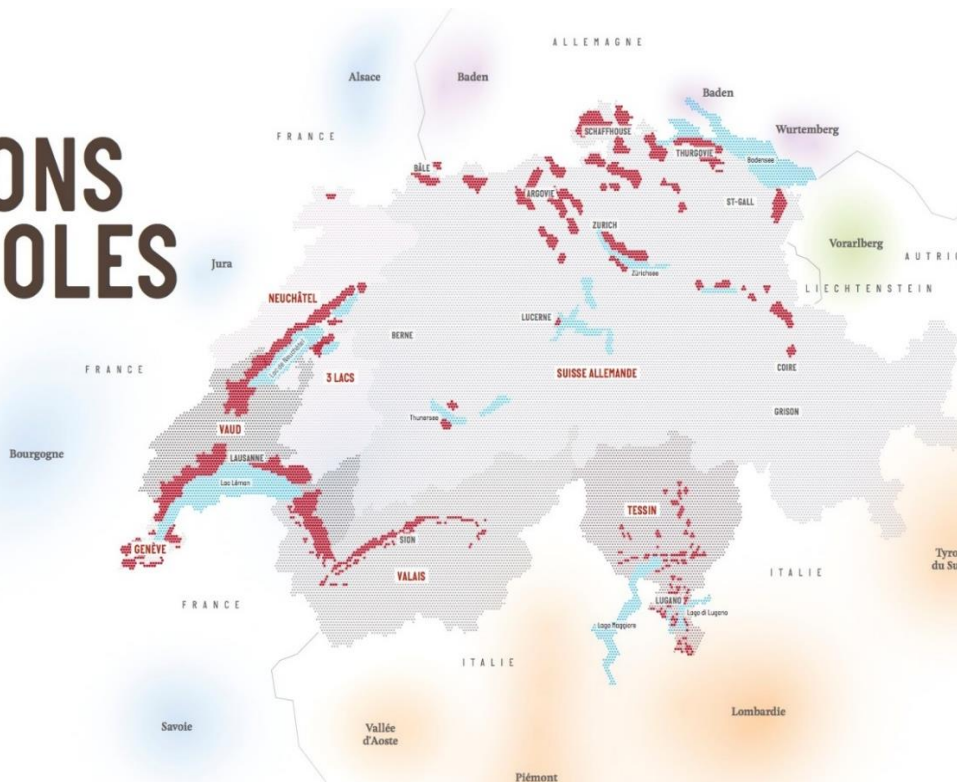 ALLEMAGNE
Alsace
Baden
Baden
FRANCE
Wurtemberg
SCHAFFHOUSE
ONS
OLES
BÂLE
THURGOVIE
Bodensee
ARGOVIE
ST-GALL
ZURICH
Vorarlberg
AUTRIC
Jura
Zürichsee
LIECHTENSTEIN
NEUCHÂTEL
LUCERNE
BERNE
Lac de Neuchâtel
FRANCE
3 LACS
SUISSE ALLEMANDE
COIRE
GRISON
Thunersee
VAUD
Bourgogne
LAUSANNE
Lac Léman
TESSIN
SION
GENÈVE
VALAIS
Tyro
du Su
ITALIE
FRANCE
LUGANO
Lago di Lugano
Lago Maggiore
ITALIE
Savoie
Vallée
d'Aoste
Lombardie
Piémont